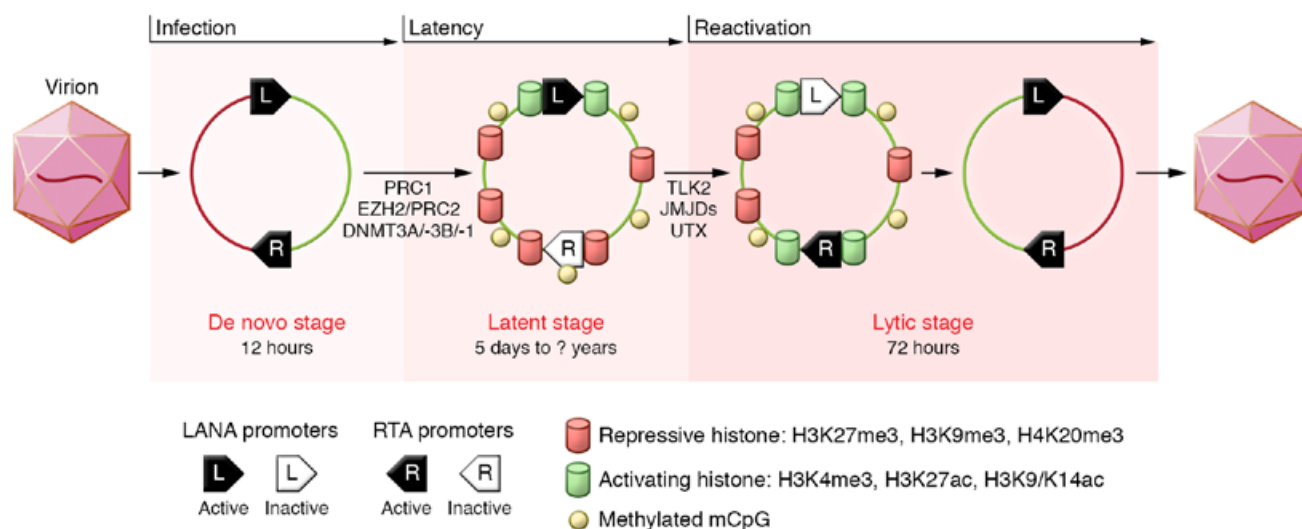 Infection
Latency
Reactivation
Virion
L
R
PRC1
EZH2/PRC2
DNMT3A/-3B/-1
L
R
TLK2
JMJDs
UTX
L
R
L
R
De novo stage
12 hours
Latent stage
5 days to ? years
Lytic stage
72 hours
LANA promoters
L
L
Active
Inactive
RTA promoters
R
R
Active
Inactive
Repressive histone: H3K27me3, H3K9me3, H4K20me3
Activating histone: H3K4me3, H3K27ac, H3K9/K14ac
Methylated mCpG